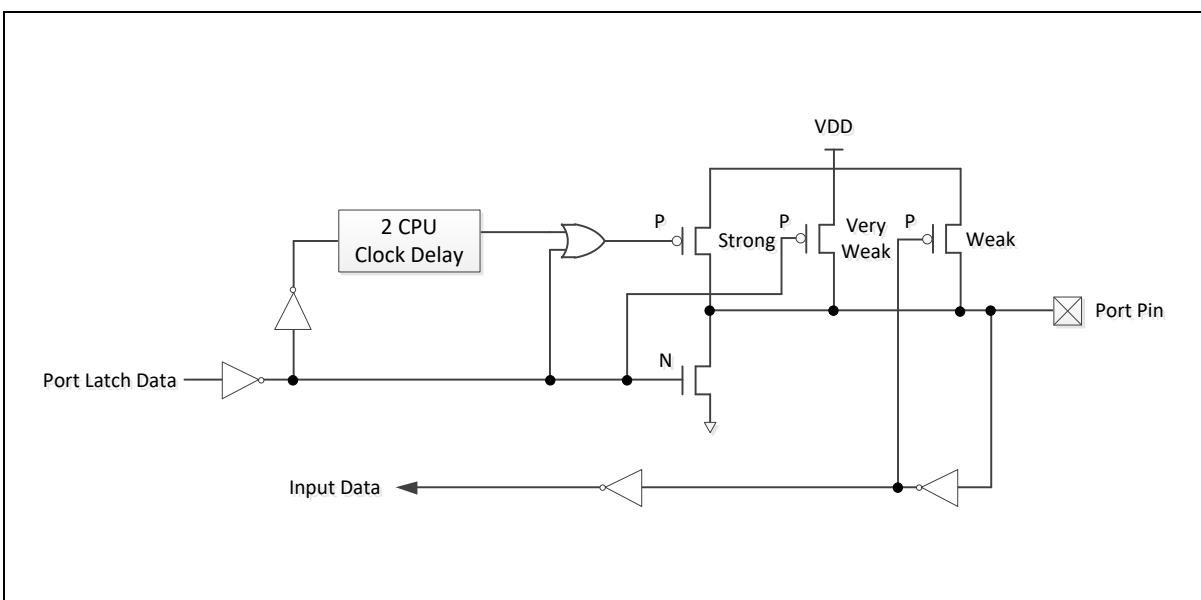 VDD
2 CPU
Clock Delay
P
Strong
P
Very
Weak
P
Weak
Port Pin
N
Port Latch Data
Input Data